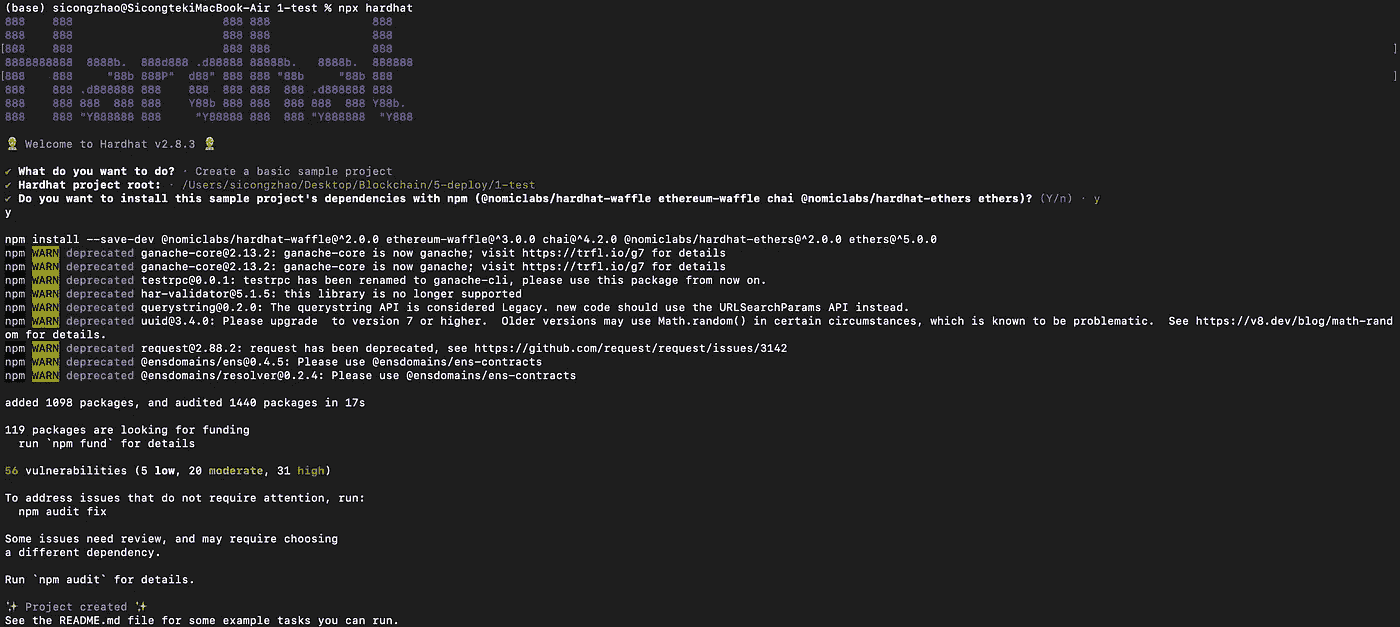 (base) sicongzhao@SicongtekiMacBook-Air 1-test % npx hardhat
888    888                      888 888               888
888    888                      888 888               888
[888    888                      888 888               888 ]
8888888888  8888b.  888d888 .d88888 88888b.   8888b.  888888
[888    888     "88b 888P"  d88" 888 888 "88b     "88b 888 ]
888    888 .d888888 888    888  888 888  888 .d888888 888
888    888 888  888 888    Y88b 888 888  888 888  888 Y88b.
888    888 "Y888888 888     "Y88888 888  888 "Y888888  "Y888
Welcome to Hardhat v2.8.3
✔ What do you want to do? · Create a basic sample project
✔ Hardhat project root: · /Users/sicongzhao/Desktop/Blockchain/5-deploy/1-test
✔ Do you want to install this sample project's dependencies with npm (@nomiclabs/hardhat-waffle ethereum-waffle chai @nomiclabs/hardhat-ethers ethers)? (Y/n) · y
y
npm install --save-dev @nomiclabs/hardhat-waffle@^2.0.0 ethereum-waffle@^3.0.0 chai@^4.2.0 @nomiclabs/hardhat-ethers@^2.0.0 ethers@^5.0.0
npm WARN deprecated ganache-core@2.13.2: ganache-core is now ganache; visit https://trfl.io/g7 for details
npm WARN deprecated ganache-core@2.13.2: ganache-core is now ganache; visit https://trfl.io/g7 for details
npm WARN deprecated testrpc@0.0.1: testrpc has been renamed to ganache-cli, please use this package from now on.
npm WARN deprecated har-validator@5.1.5: this library is no longer supported
npm WARN deprecated querystring@0.2.0: The querystring API is considered Legacy. new code should use the URLSearchParams API instead.
npm WARN deprecated uuid@3.4.0: Please upgrade  to version 7 or higher.  Older versions may use Math.random() in certain circumstances, which is known to be problematic.  See https://v8.dev/blog/math-rand
om for details.
npm WARN deprecated request@2.88.2: request has been deprecated, see https://github.com/request/request/issues/3142
npm WARN deprecated @ensdomains/ens@0.4.5: Please use @ensdomains/ens-contracts
npm WARN deprecated @ensdomains/resolver@0.2.4: Please use @ensdomains/ens-contracts
added 1098 packages, and audited 1440 packages in 17s
119 packages are looking for funding
run `npm fund` for details
56 vulnerabilities (5 low, 20 moderate, 31 high)
To address issues that do not require attention, run:
npm audit fix
Some issues need review, and may require choosing
a different dependency.
Run `npm audit` for details.
✨ Project created ✨
See the README.md file for some example tasks you can run.